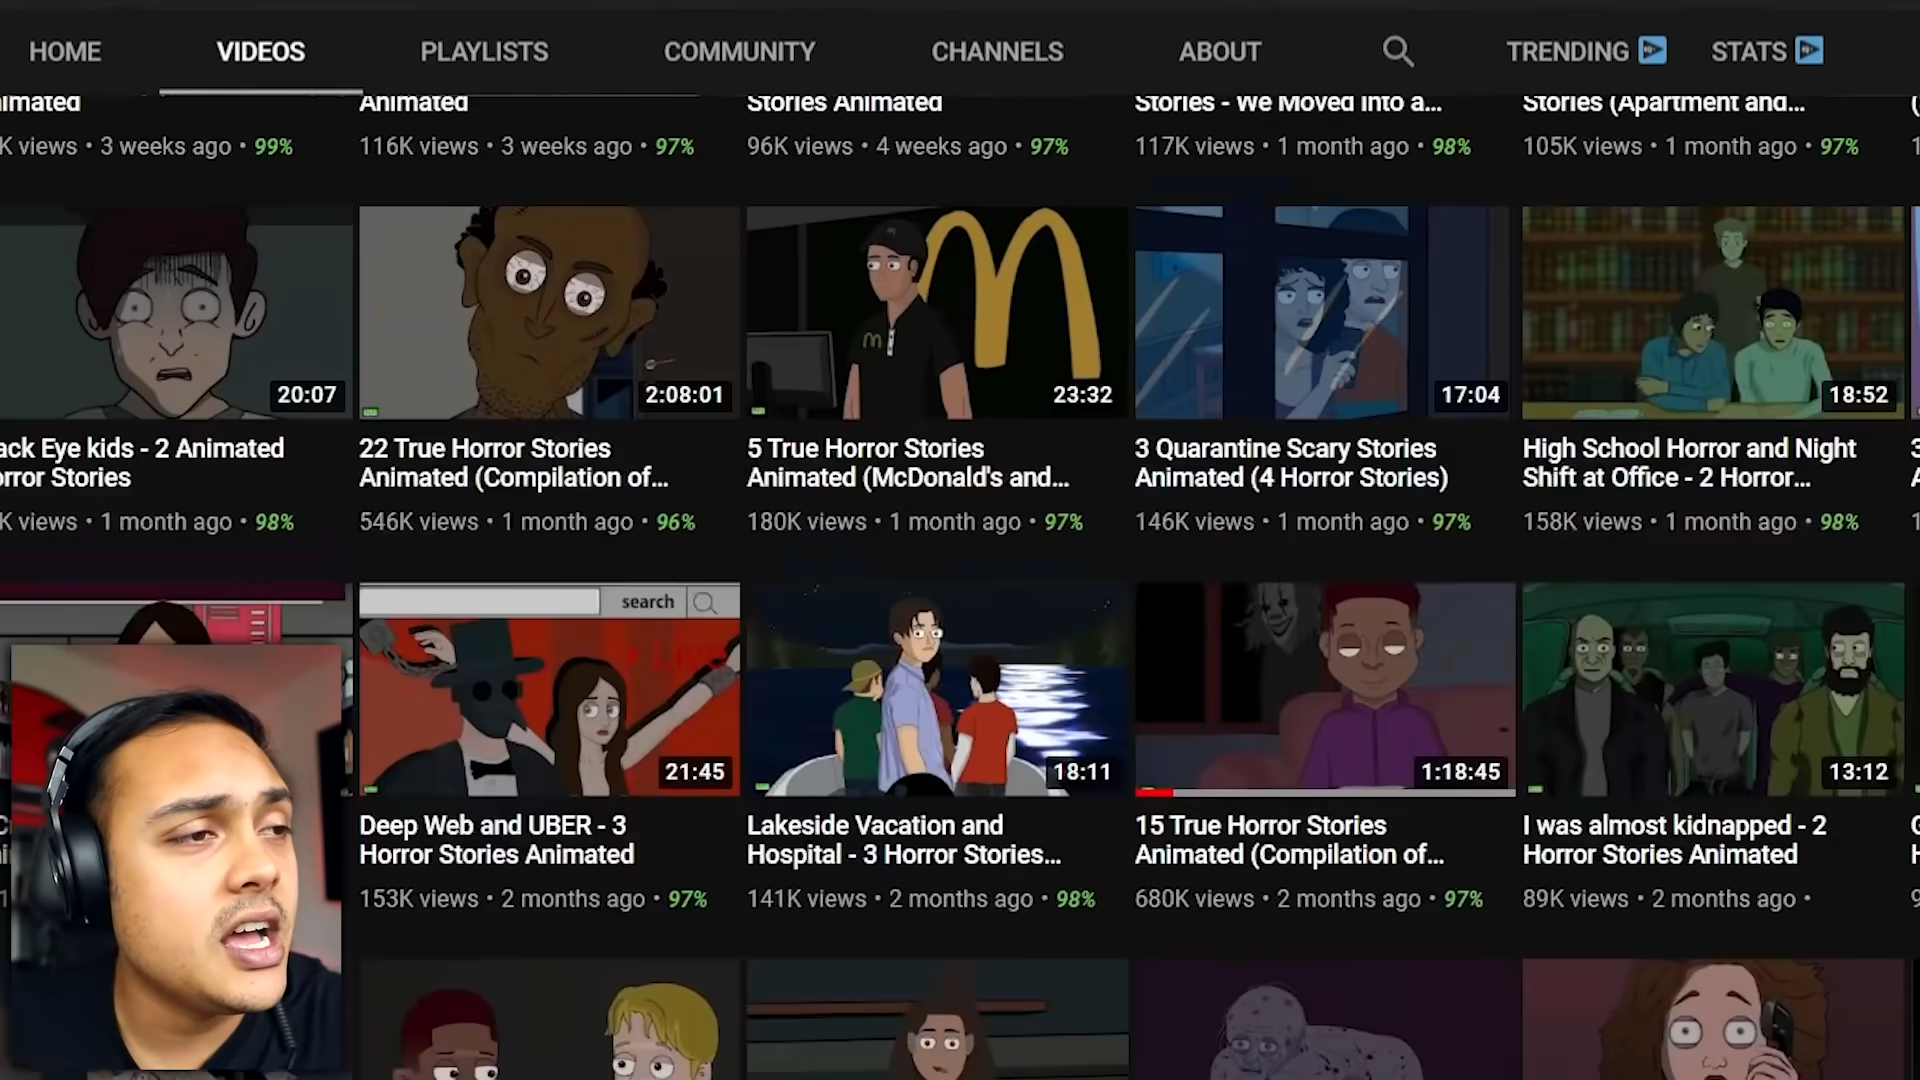 HOME VIDEOS PLAYLISTS COMMUNITY CHANNELS ABOUT TRENDING STATS
Animated Stories Animated Stories - We Moved into a... Stories (Apartment and...
K views • 3 weeks ago • 99% 116K views • 3 weeks ago • 97% 96K views • 4 weeks ago • 97% 117K views • 1 month ago • 98% 105K views • 1 month ago • 97%
20:07 2:08:01 23:32 17:04 18:52
ack Eye kids - 2 Animated
orror Stories
K views • 1 month ago • 98%
22 True Horror Stories
Animated (Compilation of...
546K views • 1 month ago • 96%
5 True Horror Stories
Animated (McDonald's and...
180K views • 1 month ago • 97%
3 Quarantine Scary Stories
Animated (4 Horror Stories)
146K views • 1 month ago • 97%
High School Horror and Night
Shift at Office - 2 Horror...
158K views • 1 month ago • 98%
search
LIVE
21:45 18:11 1:18:45 13:12
Deep Web and UBER - 3
Horror Stories Animated
153K views • 2 months ago • 97%
Lakeside Vacation and
Hospital - 3 Horror Stories...
141K views • 2 months ago • 98%
15 True Horror Stories
Animated (Compilation of...
680K views • 2 months ago • 97%
I was almost kidnapped - 2
Horror Stories Animated
89K views • 2 months ago •